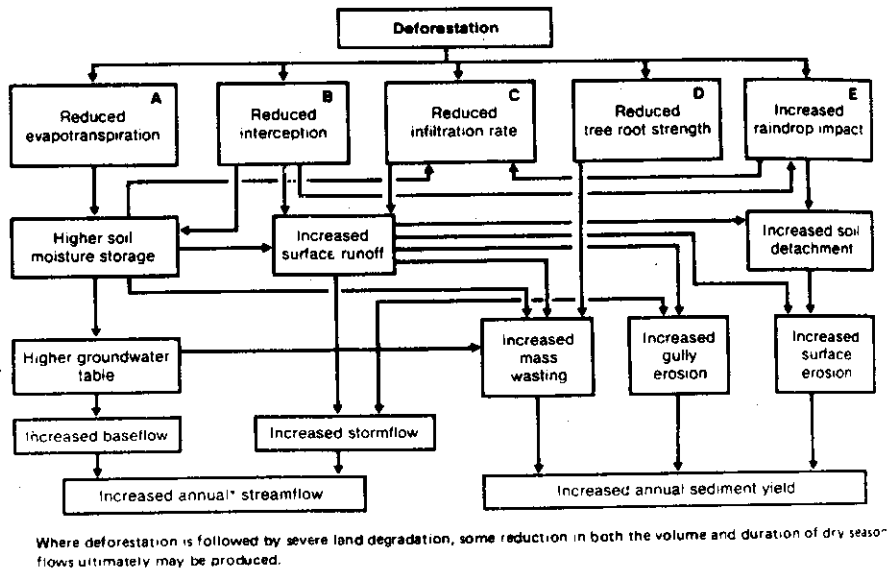 Deforestation
A
Reduced
evapotranspiration
B
Reduced
interception
C
Reduced
infiltration rate
D
Reduced
tree root strength
E
Increased
raindrop impact
Higher soil
moisture storage
Increased
surface runoff
Increased soil
detachment
Higher groundwater
table
Increased
mass
wasting
Increased
gully
erosion
Increased
surface
erosion
Increased baseflow
Increased stormflow
Increased annual* streamflow
Increased annual sediment yield
Where deforestation is followed by severe land degradation, some reduction in both the volume and duration of dry season
flows ultimately may be produced.